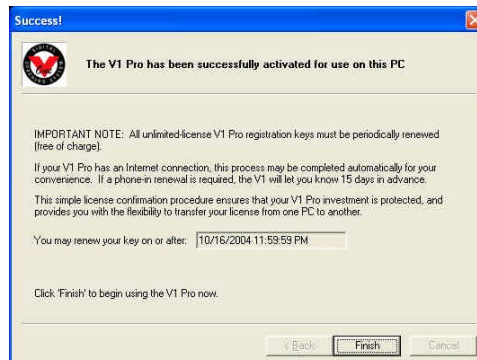 Success!
The V1 Pro has been successfully activated for use on this PC
IMPORTANT NOTE: All unlimited-license V1 Pro registration keys must be periodically renewed
(free of charge).
If your V1 Pro has an Internet connection, this process may be completed automatically for your
convenience. If a phone-in renewal is required, the V1 will let you know 15 days in advance.
This simple license confirmation procedure ensures that your V1 Pro investment is protected, and
provides you with the flexibility to transfer your license from one PC to another.
You may renew your key on or after: 10/16/2004 11:59:59 PM
Click 'Finish' to begin using the V1 Pro now.
< Back Finish Cancel